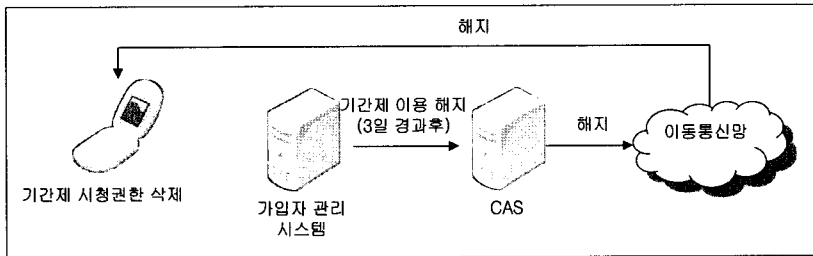 해지
기간제 이용 해지
(3일 경과후)
해지
이동통신망
기간제 시청권한 삭제
가입자 관리
시스템
CAS